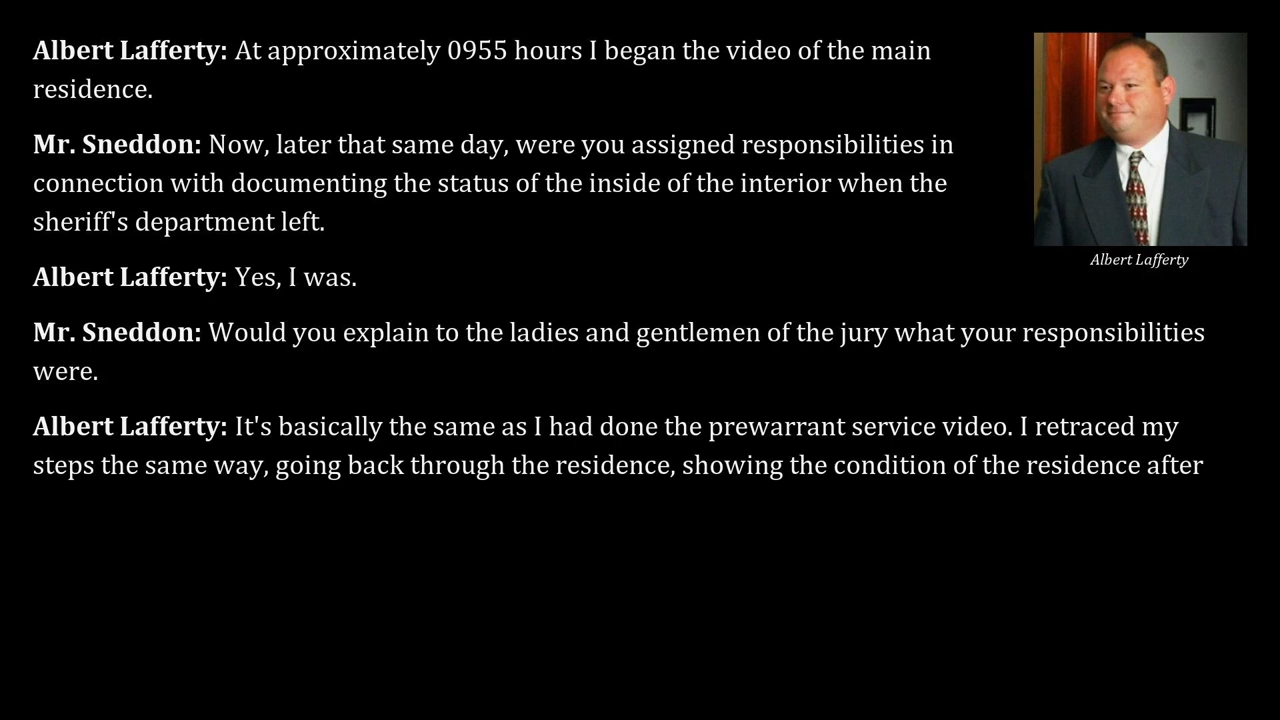 Albert Lafferty: At approximately 0955 hours I began the video of the main
residence.
Mr. Sneddon: Now, later that same day, were you assigned responsibilities in
connection with documenting the status of the inside of the interior when the
sheriff's department left.
Albert Lafferty: Yes, I was.
Mr. Sneddon: Would you explain to the ladies and gentlemen of the jury what your responsibilities
were.
Albert Lafferty: It's basically the same as I had done the prewarrant service video. I retraced my
steps the same way, going back through the residence, showing the condition of the residence after
Albert Lafferty